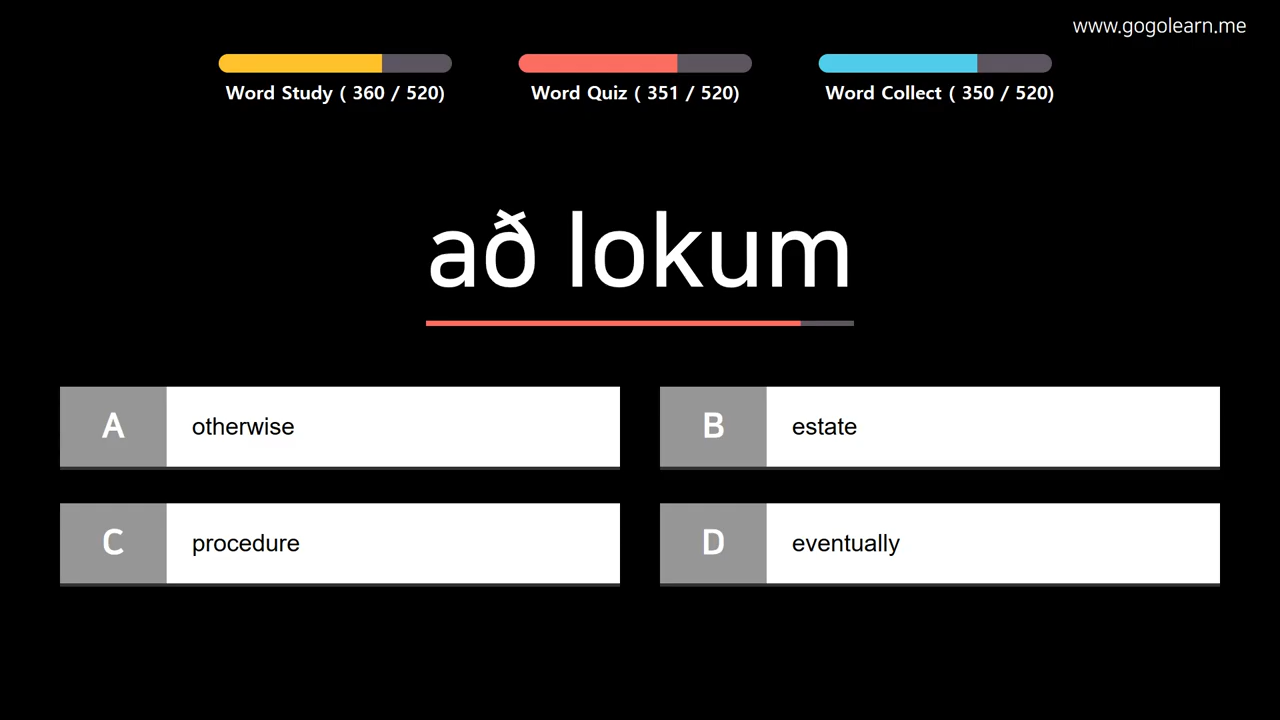 www.gogolearn.me
Word Study ( 360 / 520)
Word Quiz ( 351 / 520)
Word Collect ( 350 / 520)
að lokum
A otherwise
B estate
C procedure
D eventually